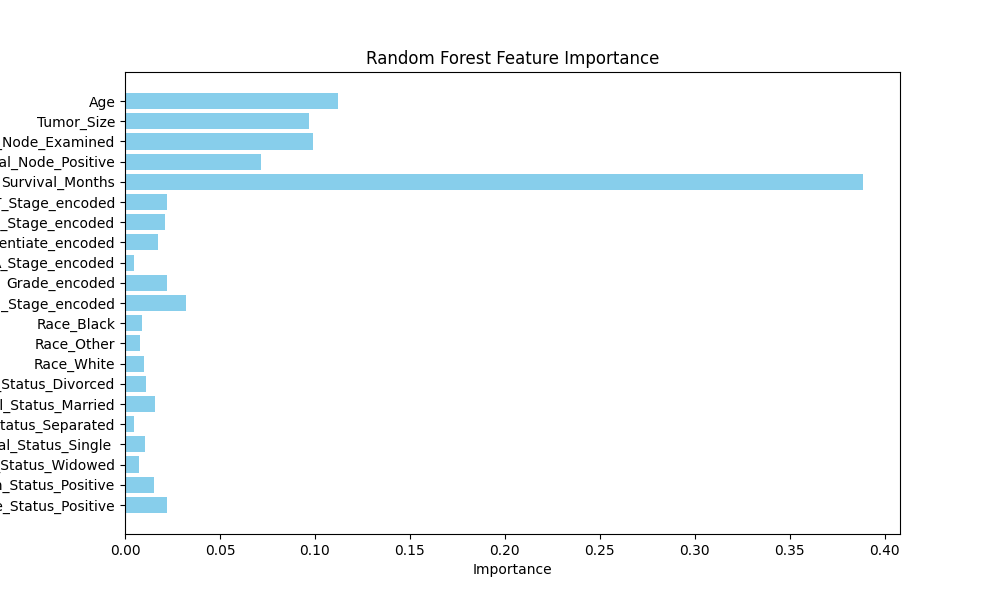 Random Forest Feature Importance
Age
Tumor_Size
_Node_Examined
al_Node_Positive
Survival_Months
_Stage_encoded
_Stage_encoded
entiate_encoded
_Stage_encoded
Grade_encoded
_Stage_encoded
Race_Black
Race_Other
Race_White
_Status_Divorced
l_Status_Married
tatus_Separated
al_Status_Single
_Status_Widowed
_Status_Positive
e_Status_Positive
0.00 0.05 0.10 0.15 0.20 0.25 0.30 0.35 0.40
Importance